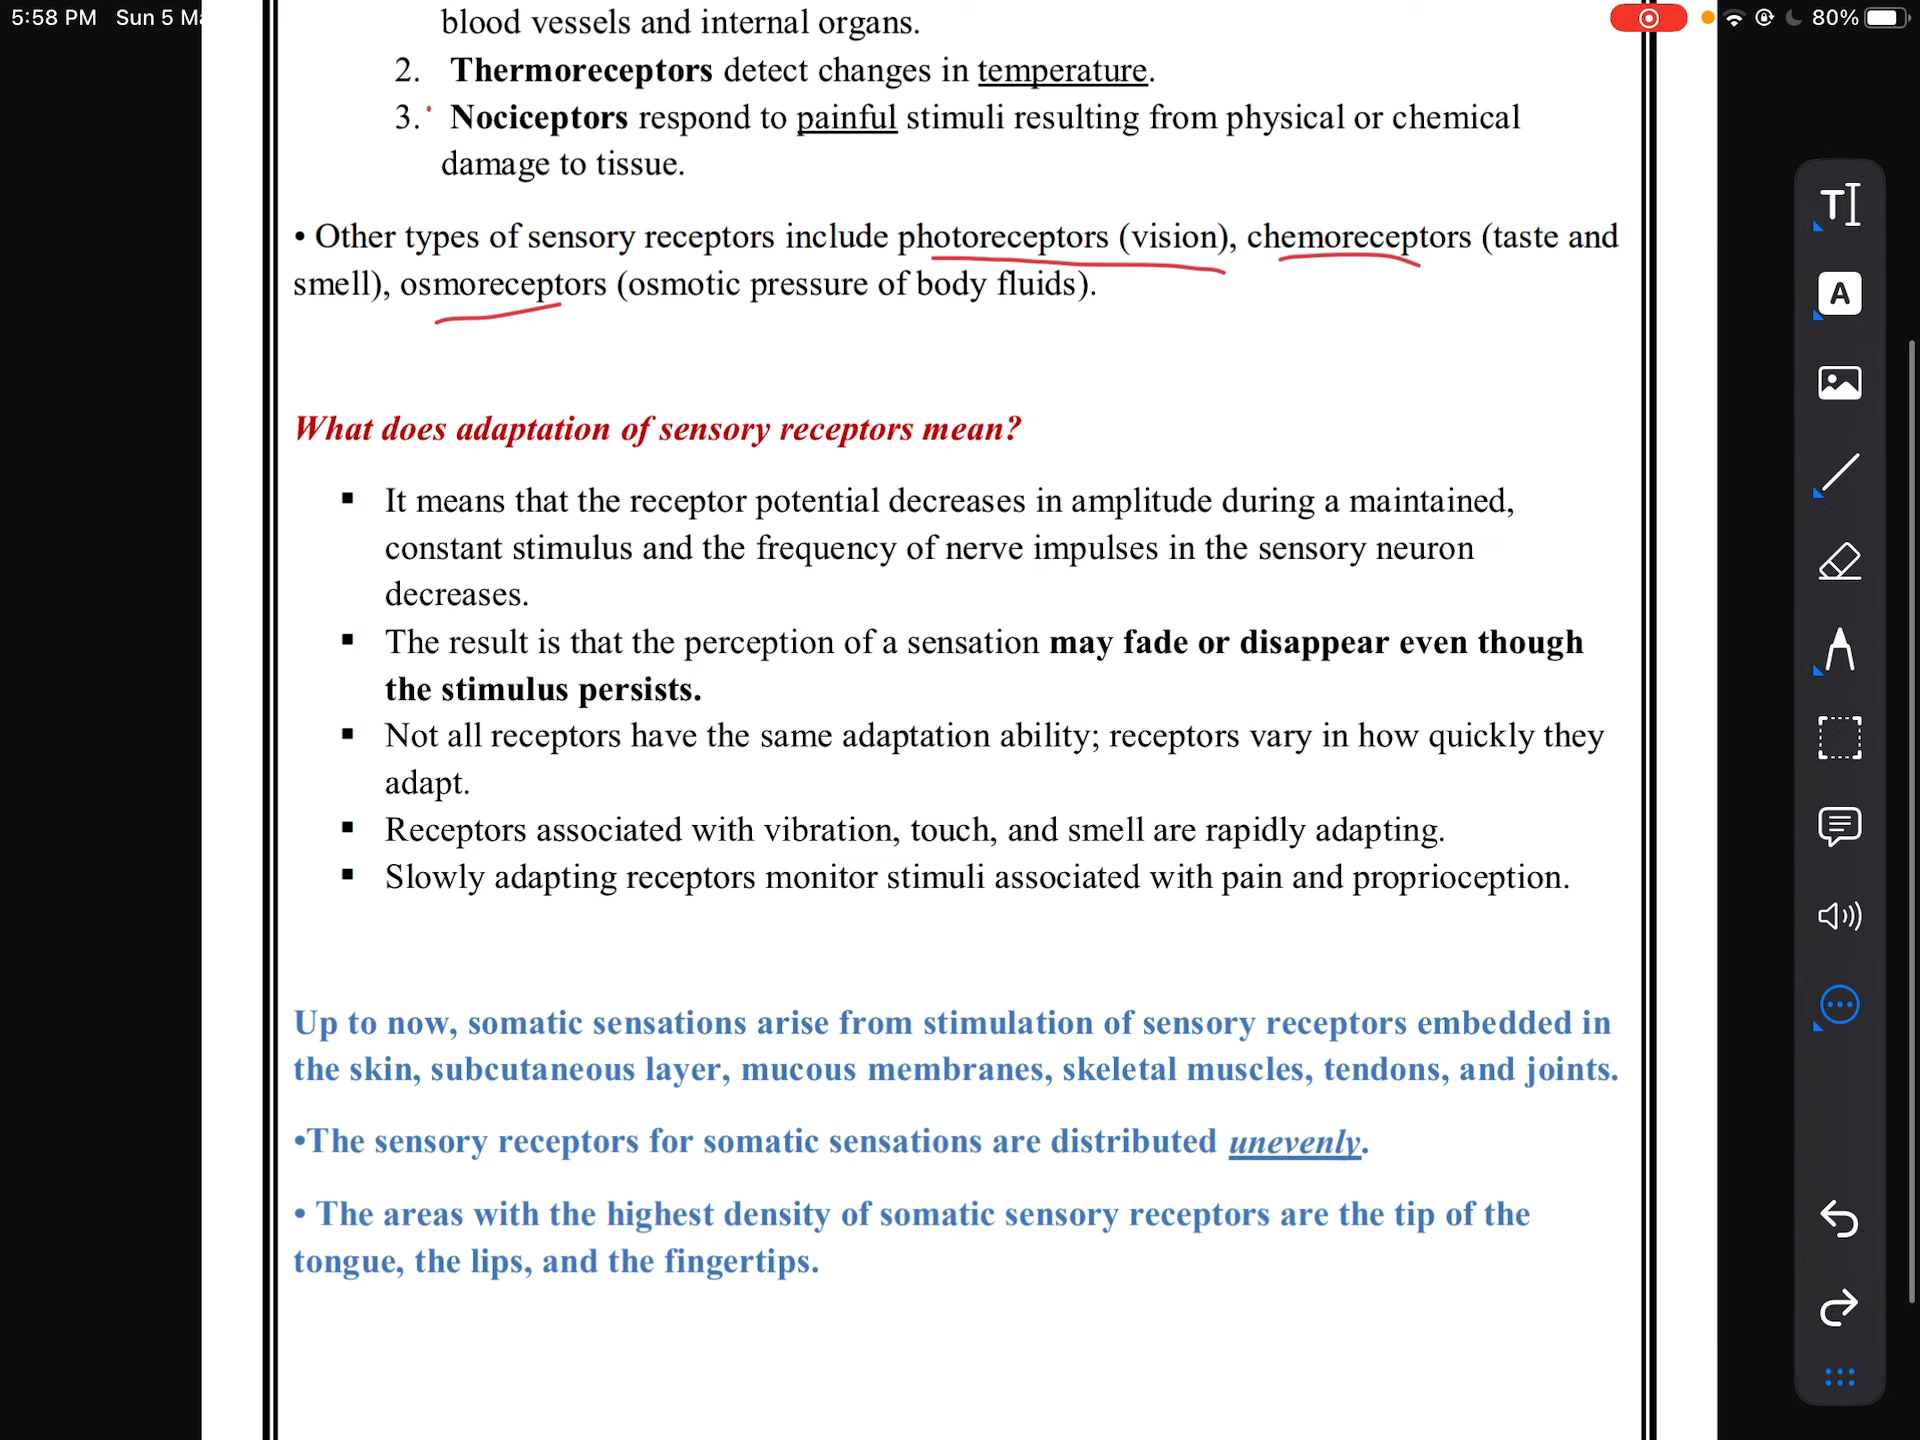 5:58 PM Sun 5 Ma
80%
blood vessels and internal organs.
2. Thermoreceptors detect changes in temperature.
3. Nociceptors respond to painful stimuli resulting from physical or chemical
damage to tissue.
• Other types of sensory receptors include photoreceptors (vision), chemoreceptors (taste and
smell), osmoreceptors (osmotic pressure of body fluids).
What does adaptation of sensory receptors mean?
▪ It means that the receptor potential decreases in amplitude during a maintained,
constant stimulus and the frequency of nerve impulses in the sensory neuron
decreases.
▪ The result is that the perception of a sensation may fade or disappear even though
the stimulus persists.
▪ Not all receptors have the same adaptation ability; receptors vary in how quickly they
adapt.
▪ Receptors associated with vibration, touch, and smell are rapidly adapting.
▪ Slowly adapting receptors monitor stimuli associated with pain and proprioception.
Up to now, somatic sensations arise from stimulation of sensory receptors embedded in
the skin, subcutaneous layer, mucous membranes, skeletal muscles, tendons, and joints.
•The sensory receptors for somatic sensations are distributed unevenly.
• The areas with the highest density of somatic sensory receptors are the tip of the
tongue, the lips, and the fingertips.
T
A